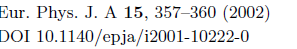 Eur. Phys. J. A 15, 357–360 (2002)
DOI 10.1140/epja/i2001-10222-0